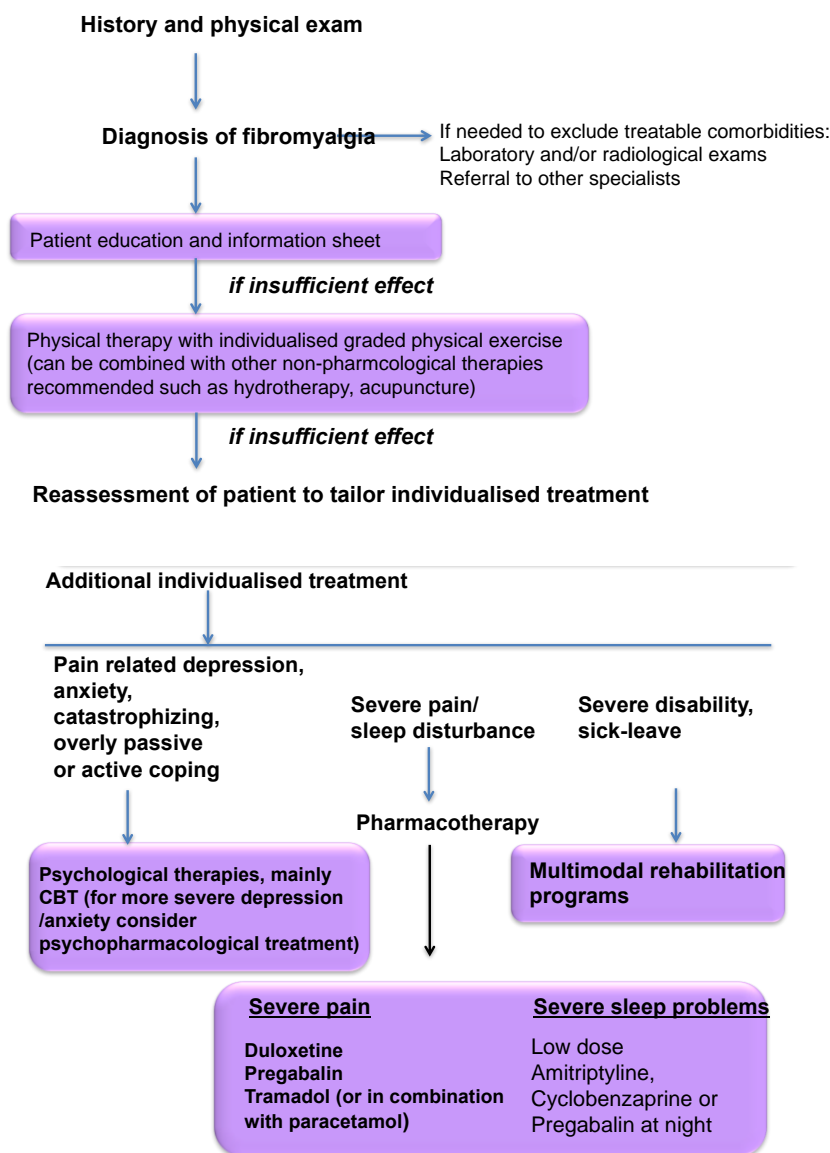 History and physical exam
Diagnosis of fibromyalgia
If needed to exclude treatable comorbidities:
Laboratory and/or radiological exams
Referral to other specialists
Patient education and information sheet
if insufficient effect
Physical therapy with individualised graded physical exercise
(can be combined with other non-pharmcological therapies
recommended such as hydrotherapy, acupuncture)
if insufficient effect
Reassessment of patient to tailor individualised treatment
Additional individualised treatment
Pain related depression,
anxiety,
catastrophizing,
overly passive
or active coping
Severe pain/
sleep disturbance
Severe disability,
sick-leave
Pharmacotherapy
Psychological therapies, mainly
CBT (for more severe depression
/anxiety consider
psychopharmacological treatment)
Multimodal rehabilitation
programs
Severe pain
Duloxetine
Pregabalin
Tramadol (or in combination
with paracetamol)
Severe sleep problems
Low dose
Amitriptyline,
Cyclobenzaprine or
Pregabalin at night